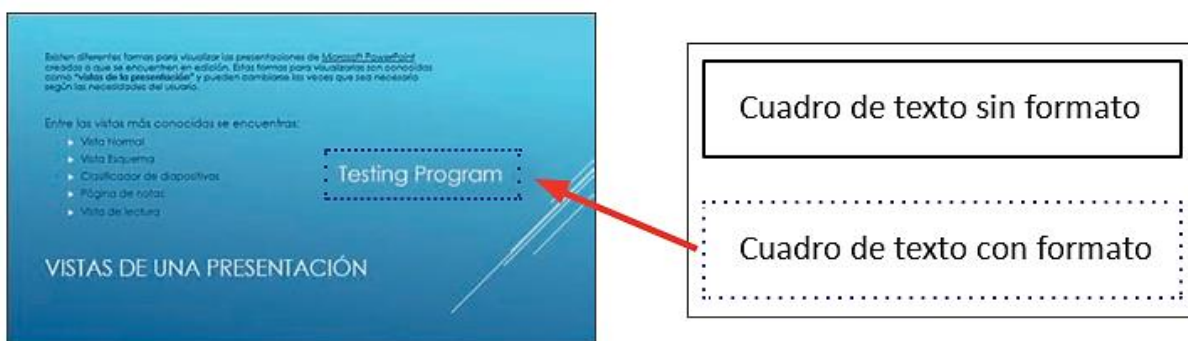 Existen diferentes formas para visualizar las presentaciones de Microsoft PowerPoint
creadas o que se encuentren en edición. Estas formas para visualizarlas son conocidas
como "vistas de la presentación" y pueden cambiarse las veces que sea necesario
según las necesidades del usuario.
Entre las vistas más conocidas se encuentras:
Vista Normal
Vista Esquema
Clasificador de diapositivas
Página de notas
Vista de lectura
Testing Program
VISTAS DE UNA PRESENTACIÓN
Cuadro de texto sin formato
Cuadro de texto con formato